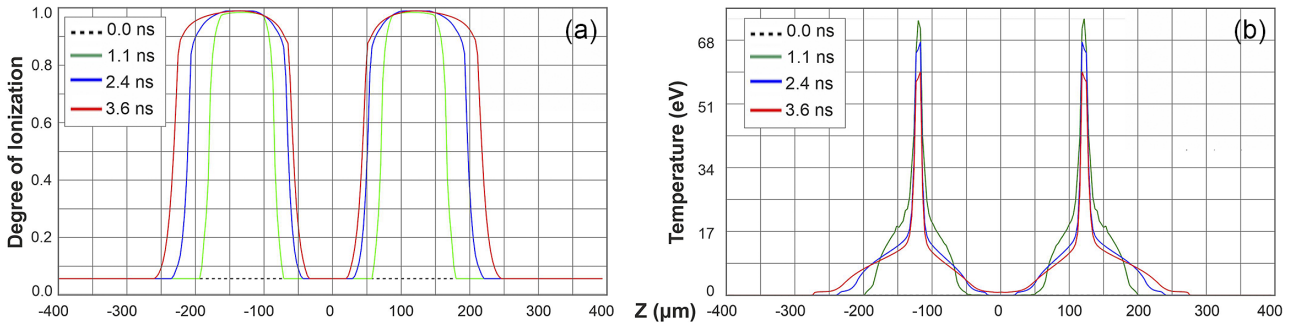 (a)
Degree of Ionization
1.0
0.8
0.6
0.4
0.2
0.0
0.0 ns
1.1 ns
2.4 ns
3.6 ns
-400 -300 -200 -100 0 100 200 300 400
(b)
Temperature (eV)
68
51
34
17
0
0.0 ns
1.1 ns
2.4 ns
3.6 ns
-400 -300 -200 -100 0 100 200 300 400
Z (µm)